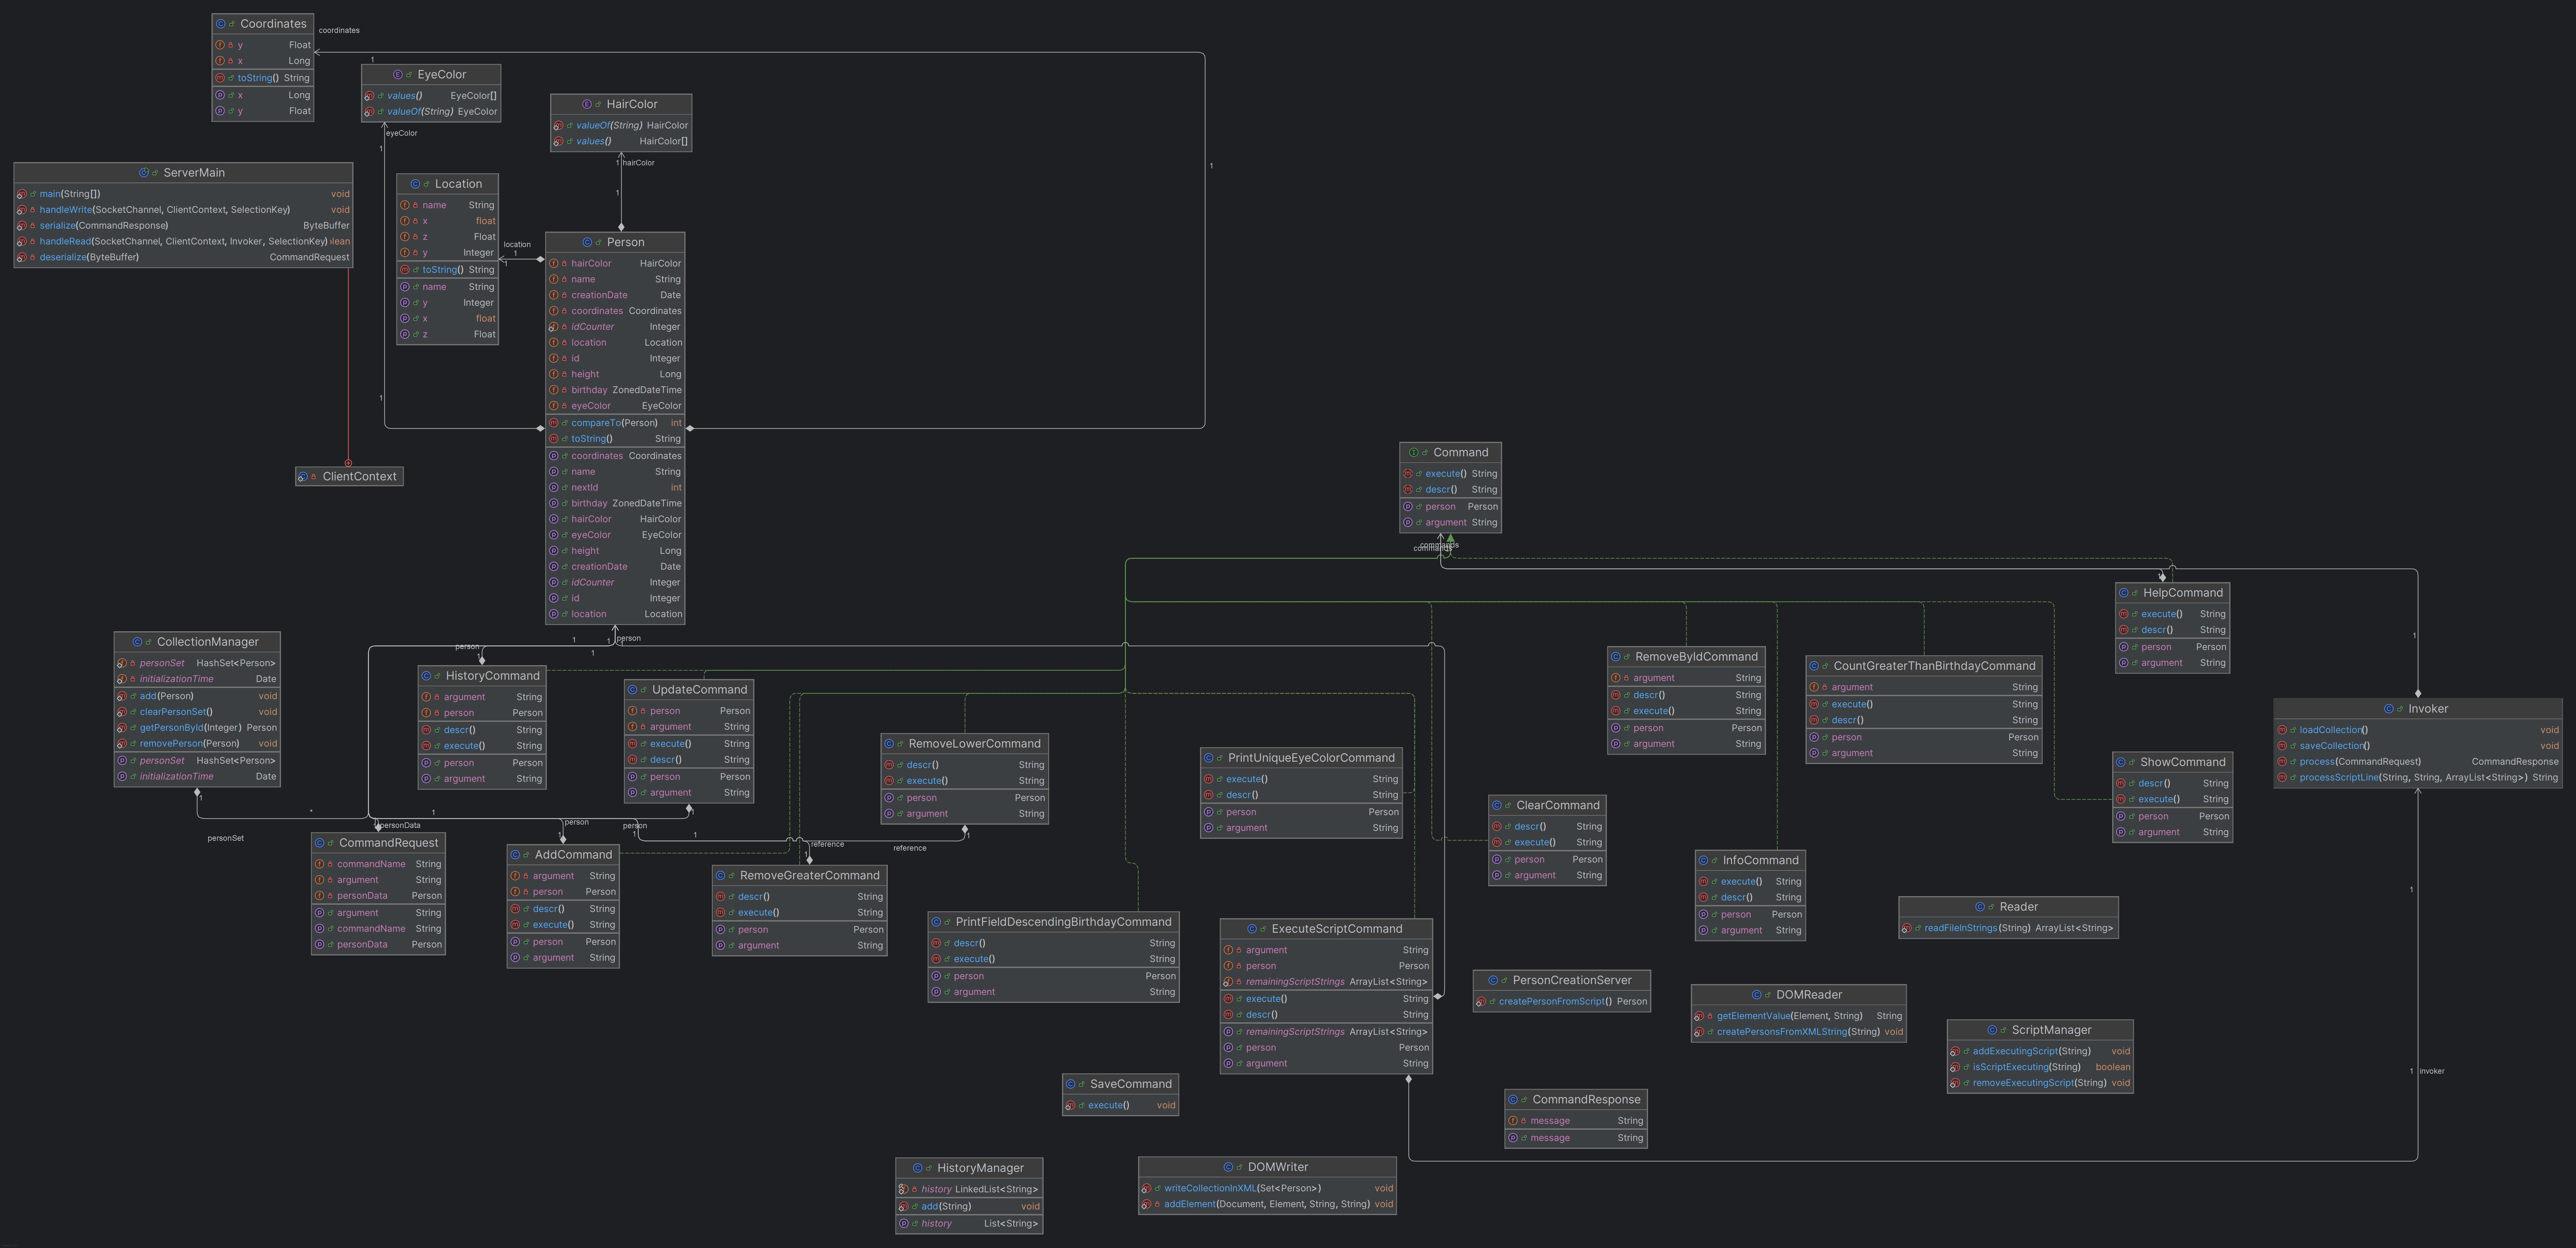 Coordinates
y Float
x Long
toString() String
x Long
y Float
coordinates
1
EyeColor
values() EyeColor[]
valueOf(String) EyeColor
eyeColor
1
HairColor
valueOf(String) HairColor
values() HairColor[]
1 hairColor
1
1
ServerMain
main(String[]) void
handleWrite(SocketChannel, ClientContext, SelectionKey) void
serialize(CommandResponse) ByteBuffer
handleRead(SocketChannel, ClientContext, Invoker, SelectionKey) lean
deserialize(ByteBuffer) CommandRequest
Location
name String
x float
z Float
y Integer
toString() String
name String
y Integer
x float
z Float
location
1
1
1
Person
hairColor HairColor
name String
creationDate Date
coordinates Coordinates
idCounter Integer
location Location
id Integer
height Long
birthday ZonedDateTime
eyeColor EyeColor
compareTo(Person) int
toString() String
coordinates Coordinates
name String
nextId int
birthday ZonedDateTime
hairColor HairColor
eyeColor EyeColor
height Long
creationDate Date
idCounter Integer
id Integer
location Location
ClientContext
Command
execute() String
descr() String
person Person
argument String
commands
commands
HelpCommand
execute() String
descr() String
person Person
argument String
1
1 person
1
person
1
1
CollectionManager
personSet HashSet<Person>
initializationTime Date
add(Person) void
clearPersonSet() void
getPersonById(Integer) Person
removePerson(Person) void
personSet HashSet<Person>
initializationTime Date
1
*
personSet
HistoryCommand
argument String
person Person
descr() String
execute() String
person Person
argument String
UpdateCommand
person Person
argument String
execute() String
descr() String
person Person
argument String
1
RemoveLowerCommand
descr() String
execute() String
person Person
argument String
1
reference
PrintUniqueEyeColorCommand
execute() String
descr() String
person Person
argument String
RemoveByIdCommand
argument String
descr() String
execute() String
person Person
argument String
CountGreaterThanBirthdayCommand
argument String
execute() String
descr() String
person Person
argument String
Invoker
loadCollection() void
saveCollection() void
process(CommandRequest) CommandResponse
processScriptLine(String, String, ArrayList<String>) String
ShowCommand
descr() String
execute() String
person Person
argument String
ClearCommand
descr() String
execute() String
person Person
argument String
personData
1
person
1
person
1
1
reference
1
CommandRequest
commandName String
argument String
personData Person
argument String
commandName String
personData Person
AddCommand
argument String
person Person
descr() String
execute() String
person Person
argument String
RemoveGreaterCommand
descr() String
execute() String
person Person
argument String
PrintFieldDescendingBirthdayCommand
descr() String
execute() String
person Person
argument String
ExecuteScriptCommand
argument String
person Person
remainingScriptStrings ArrayList<String>
execute() String
descr() String
remainingScriptStrings ArrayList<String>
person Person
argument String
InfoCommand
execute() String
descr() String
person Person
argument String
Reader
readFileInStrings(String) ArrayList<String>
1
PersonCreationServer
createPersonFromScript() Person
DOMReader
getElementValue(Element, String) String
createPersonsFromXMLString(String) void
ScriptManager
addExecutingScript(String) void
isScriptExecuting(String) boolean
removeExecutingScript(String) void
1 invoker
SaveCommand
execute() void
CommandResponse
message String
message String
HistoryManager
history LinkedList<String>
add(String) void
history List<String>
DOMWriter
writeCollectionInXML(Set<Person>) void
addElement(Document, Element, String, String) void